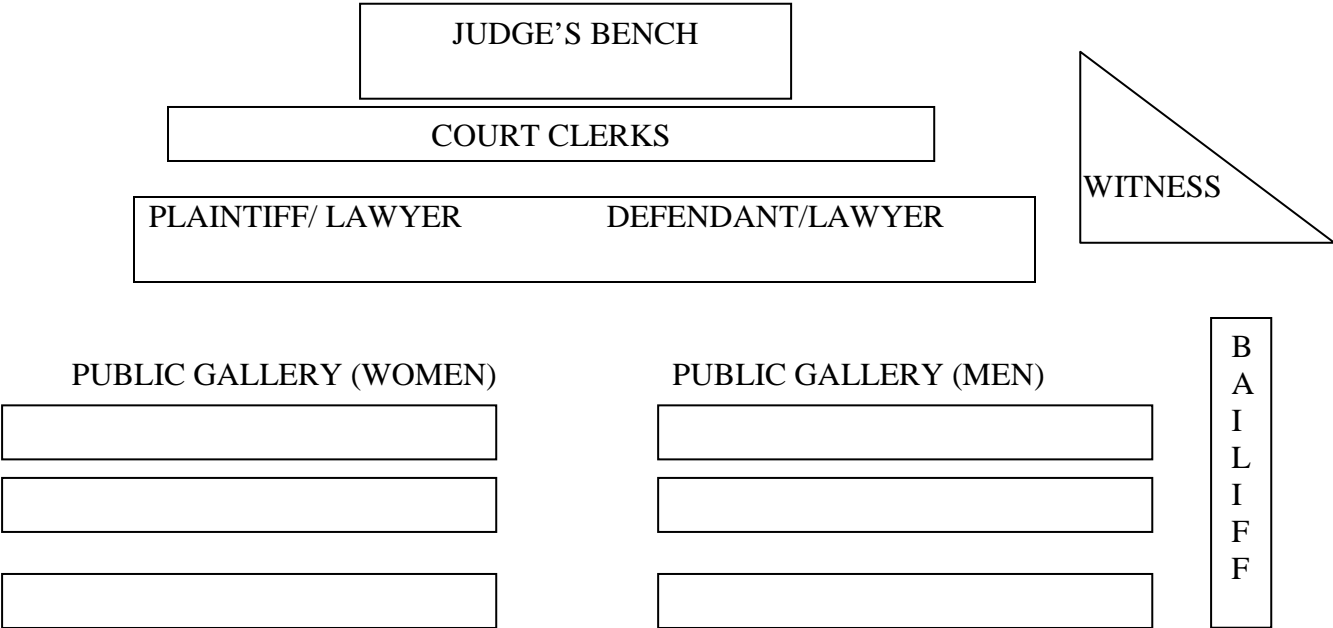 JUDGE’S BENCH
COURT CLERKS
PLAINTIFF/ LAWYER DEFENDANT/LAWYER
WITNESS
PUBLIC GALLERY (WOMEN) PUBLIC GALLERY (MEN)
B
A
I
L
I
F
F